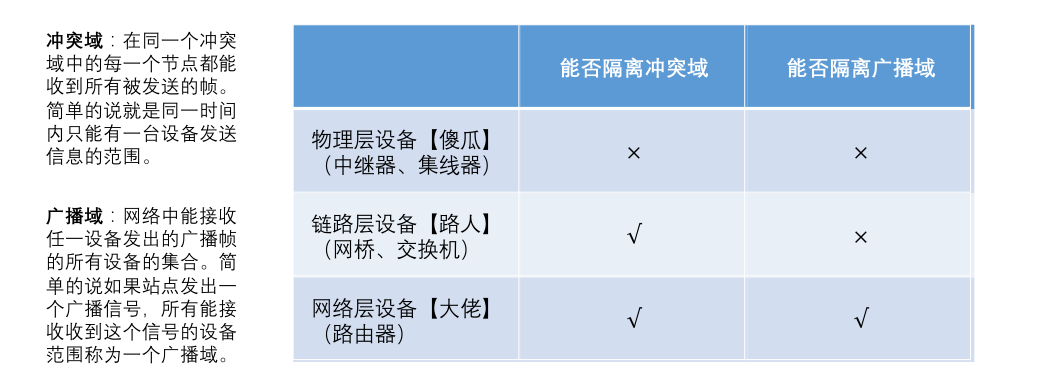 冲突域：在同一个冲突
域中的每一个节点都能
收到所有被发送的帧。
简单的说就是同一时间
内只能有一台设备发送
信息的范围。
广播域：网络中能接收
任一设备发出的广播帧
的所有设备的集合。简
单的说如果站点发出一
个广播信号，所有能接
收收到这个信号的设备
范围称为一个广播域。
能否隔离冲突域 能否隔离广播域
物理层设备【傻瓜】
（中继器、集线器） × ×
链路层设备【路人】
（网桥、交换机） √ ×
网络层设备【大佬】
（路由器） √ √